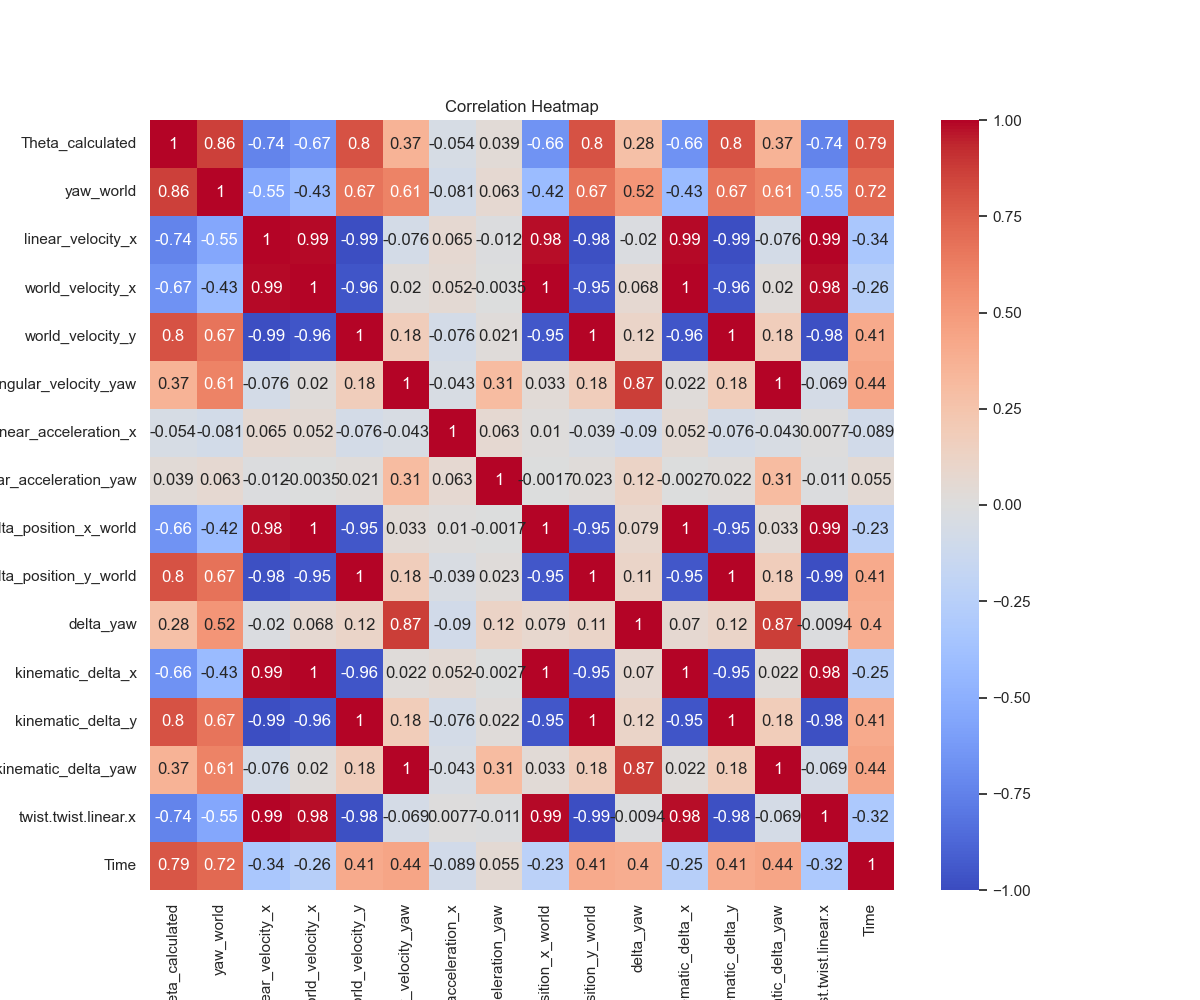 Correlation Heatmap
Theta_calculated 1 0.86 -0.74 -0.67 0.8 0.37 -0.054 0.039 -0.66 0.8 0.28 -0.66 0.8 0.37 -0.74 0.79
yaw_world 0.86 1 -0.55 -0.43 0.67 0.61 -0.081 0.063 -0.42 0.67 0.52 -0.43 0.67 0.61 -0.55 0.72
linear_velocity_x -0.74 -0.55 1 0.99 -0.99 -0.076 0.065 -0.012 0.98 -0.98 -0.02 0.99 -0.99 -0.076 0.99 -0.34
world_velocity_x -0.67 -0.43 0.99 1 -0.96 0.02 0.052 -0.0035 1 -0.95 0.068 1 -0.96 0.02 0.98 -0.26
world_velocity_y 0.8 0.67 -0.99 -0.96 1 0.18 -0.076 0.021 -0.95 1 0.12 -0.96 1 0.18 -0.98 0.41
ngular_velocity_yaw 0.37 0.61 -0.076 0.02 0.18 1 -0.043 0.31 0.033 0.18 0.87 0.022 0.18 1 -0.069 0.44
near_acceleration_x -0.054 -0.081 0.065 0.052 -0.076 -0.043 1 0.063 0.01 -0.039 -0.09 0.052 -0.076 -0.043 0.0077 -0.089
ar_acceleration_yaw 0.039 0.063 -0.012 -0.0035 0.021 0.31 0.063 1 -0.0017 0.023 0.12 -0.0027 0.022 0.31 -0.011 0.055
lta_position_x_world -0.66 -0.42 0.98 1 -0.95 0.033 0.01 -0.0017 1 -0.95 0.079 1 -0.95 0.033 0.99 -0.23
lta_position_y_world 0.8 0.67 -0.98 -0.95 1 0.18 -0.039 0.023 -0.95 1 0.11 -0.95 1 0.18 -0.99 0.41
delta_yaw 0.28 0.52 -0.02 0.068 0.12 0.87 -0.09 0.12 0.079 0.11 1 0.07 0.12 0.87 -0.0094 0.4
kinematic_delta_x -0.66 -0.43 0.99 1 -0.96 0.022 0.052 -0.0027 1 -0.95 0.07 1 -0.95 0.022 0.98 -0.25
kinematic_delta_y 0.8 0.67 -0.99 -0.96 1 0.18 -0.076 0.022 -0.95 1 0.12 -0.95 1 0.18 -0.98 0.41
kinematic_delta_yaw 0.37 0.61 -0.076 0.02 0.18 1 -0.043 0.31 0.033 0.18 0.87 0.022 0.18 1 -0.069 0.44
twist.twist.linear.x -0.74 -0.55 0.99 0.98 -0.98 -0.069 0.0077 -0.011 0.99 -0.99 -0.0094 0.98 -0.98 -0.069 1 -0.32
Time 0.79 0.72 -0.34 -0.26 0.41 0.44 -0.089 0.055 -0.23 0.41 0.4 -0.25 0.41 0.44 -0.32 1
eta_calculated
yaw_world
ear_velocity_x
orld_velocity_x
orld_velocity_y
_velocity_yaw
acceleration_x
eleration_yaw
sition_x_world
sition_y_world
delta_yaw
matic_delta_x
matic_delta_y
atic_delta_yaw
st.twist.linear.x
Time
1.00
0.75
0.50
0.25
0.00
−0.25
−0.50
−0.75
−1.00